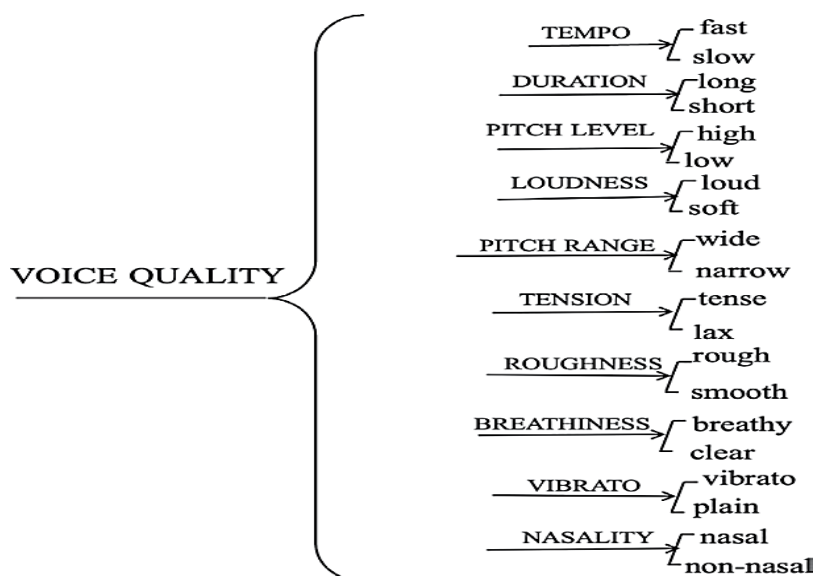 TEMPO
fast
slow
DURATION
long
short
PITCH LEVEL
high
low
LOUDNESS
loud
soft
PITCH RANGE
wide
narrow
VOICE QUALITY
TENSION
tense
lax
ROUGHNESS
rough
smooth
BREATHINESS
breathy
clear
VIBRATO
vibrato
plain
NASALITY
nasal
non-nasal